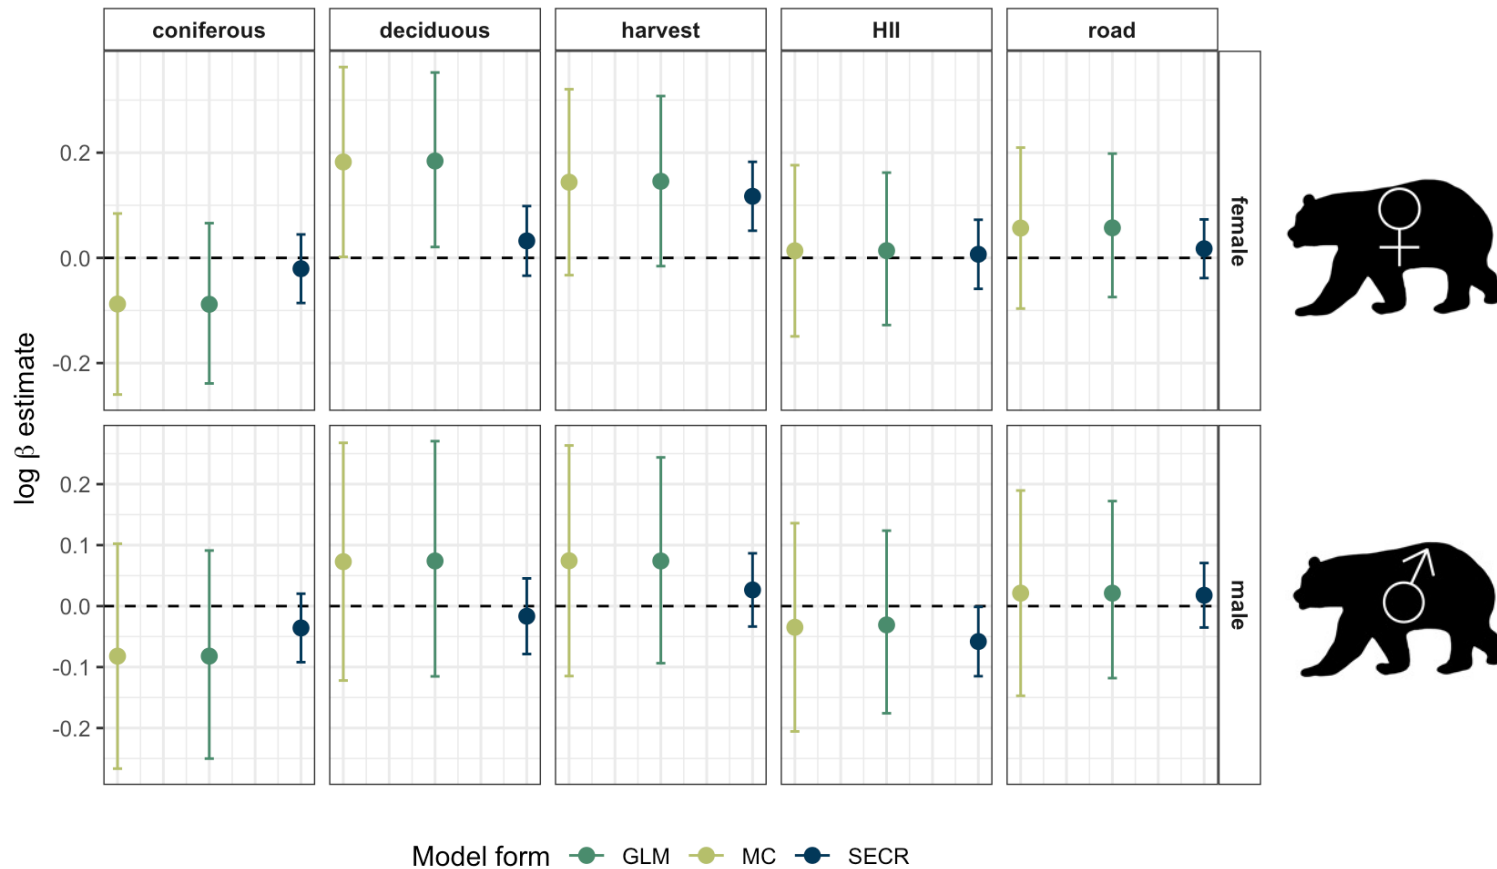 coniferous deciduous harvest HII road
log β estimate
0.2
0.0
-0.2
female
0.2
0.1
0.0
-0.1
-0.2
male
Model form GLM MC SECR